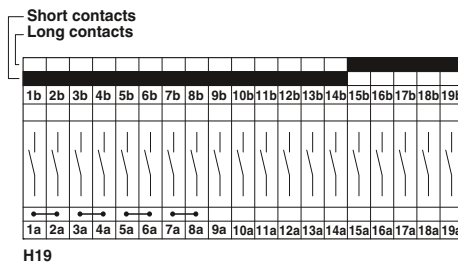 Short contacts
Long contacts
1b 2b 3b 4b 5b 6b 7b 8b 9b 10b 11b 12b 13b 14b 15b 16b 17b 18b 19b
1a 2a 3a 4a 5a 6a 7a 8a 9a 10a 11a 12a 13a 14a 15a 16a 17a 18a 19a
H19